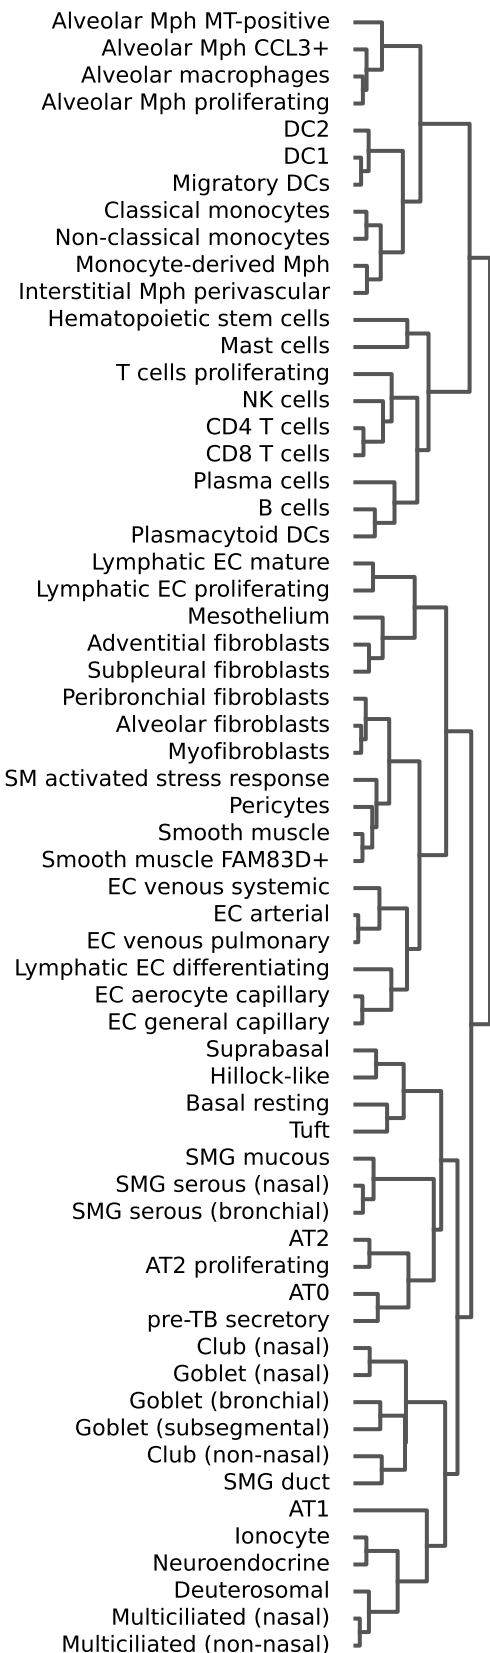 Alveolar Mph MT-positive
Alveolar Mph CCL3+
Alveolar macrophages
Alveolar Mph proliferating
DC2
DC1
Migratory DCs
Classical monocytes
Non-classical monocytes
Monocyte-derived Mph
Interstitial Mph perivascular
Hematopoietic stem cells
Mast cells
T cells proliferating
NK cells
CD4 T cells
CD8 T cells
Plasma cells
B cells
Plasmacytoid DCs
Lymphatic EC mature
Lymphatic EC proliferating
Mesothelium
Adventitial fibroblasts
Subpleural fibroblasts
Peribronchial fibroblasts
Alveolar fibroblasts
Myofibroblasts
SM activated stress response
Pericytes
Smooth muscle
Smooth muscle FAM83D+
EC venous systemic
EC arterial
EC venous pulmonary
Lymphatic EC differentiating
EC aerocyte capillary
EC general capillary
Suprabasal
Hillock-like
Basal resting
Tuft
SMG mucous
SMG serous (nasal)
SMG serous (bronchial)
AT2
AT2 proliferating
AT0
pre-TB secretory
Club (nasal)
Goblet (nasal)
Goblet (bronchial)
Goblet (subsegmental)
Club (non-nasal)
SMG duct
AT1
Ionocyte
Neuroendocrine
Deuterosomal
Multiciliated (nasal)
Multiciliated (non-nasal)